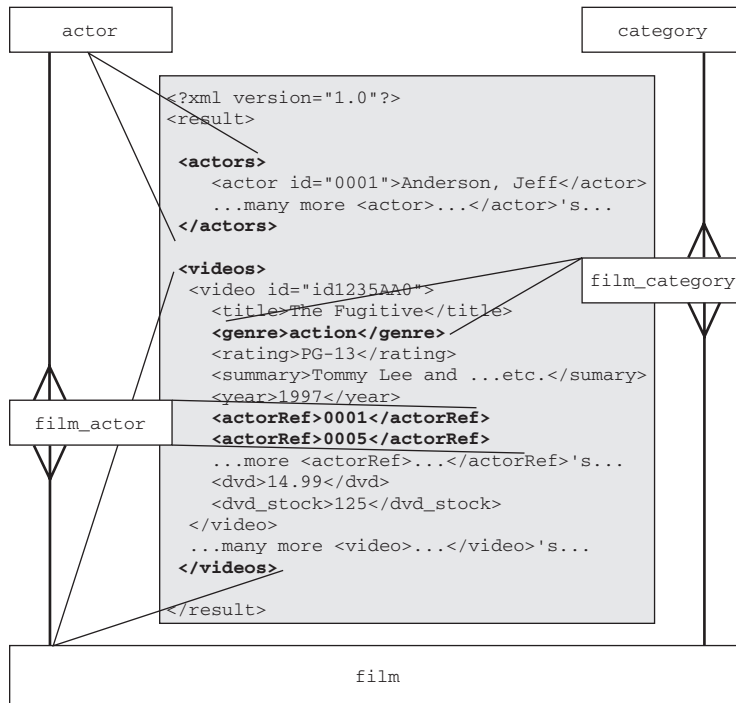 actor
category
<?xml version="1.0"?>
<result>
<actors>
<actor id="0001">Anderson, Jeff</actor>
...many more <actor>...</actor>'s...
</actors>
<videos>
<video id="id1235AA0">
<title>The Fugitive</title>
<genre>action</genre>
<rating>PG-13</rating>
<summary>Tommy Lee and ...etc.</sumary>
<year>1997</year>
<actorRef>0001</actorRef>
<actorRef>0005</actorRef>
...more <actorRef>...</actorRef>'s...
<dvd>14.99</dvd>
<dvd_stock>125</dvd_stock>
</video>
...many more <video>...</video>'s...
</videos>
</result>
film_category
film_actor
film